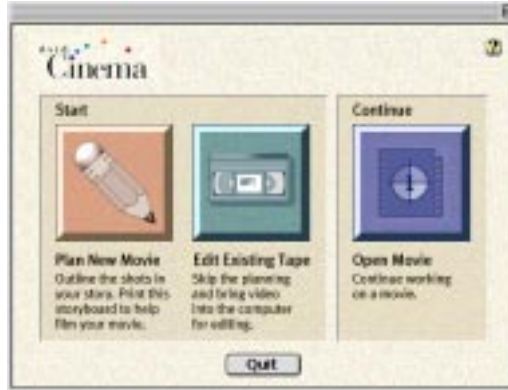 avid
Cinema
?
Start
Continue
Plan New Movie
Outline the shots in
your story. Print this
storyboard to help
film your movie.
Edit Existing Tape
Skip the planning
and bring video
into the computer
for editing.
Open Movie
Continue working
on a movie.
Quit